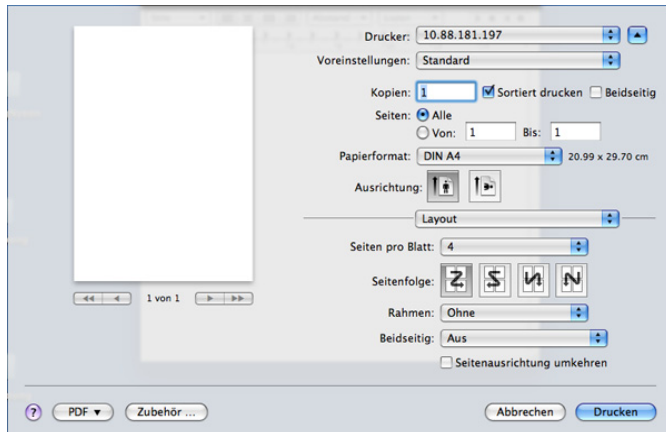 Drucker: 10.88.181.197
Voreinstellungen: Standard
Kopien: 1 Sortiert drucken Beidseitig
Seiten: Alle
Von: 1 Bis: 1
Papierformat: DIN A4 20.99 x 29.70 cm
Ausrichtung:
Layout
Seiten pro Blatt: 4
Seitenfolge:
1 von 1
Rahmen: Ohne
Beidseitig: Aus
Seitenausrichtung umkehren
? PDF Zubehör ... Abbrechen Drucken